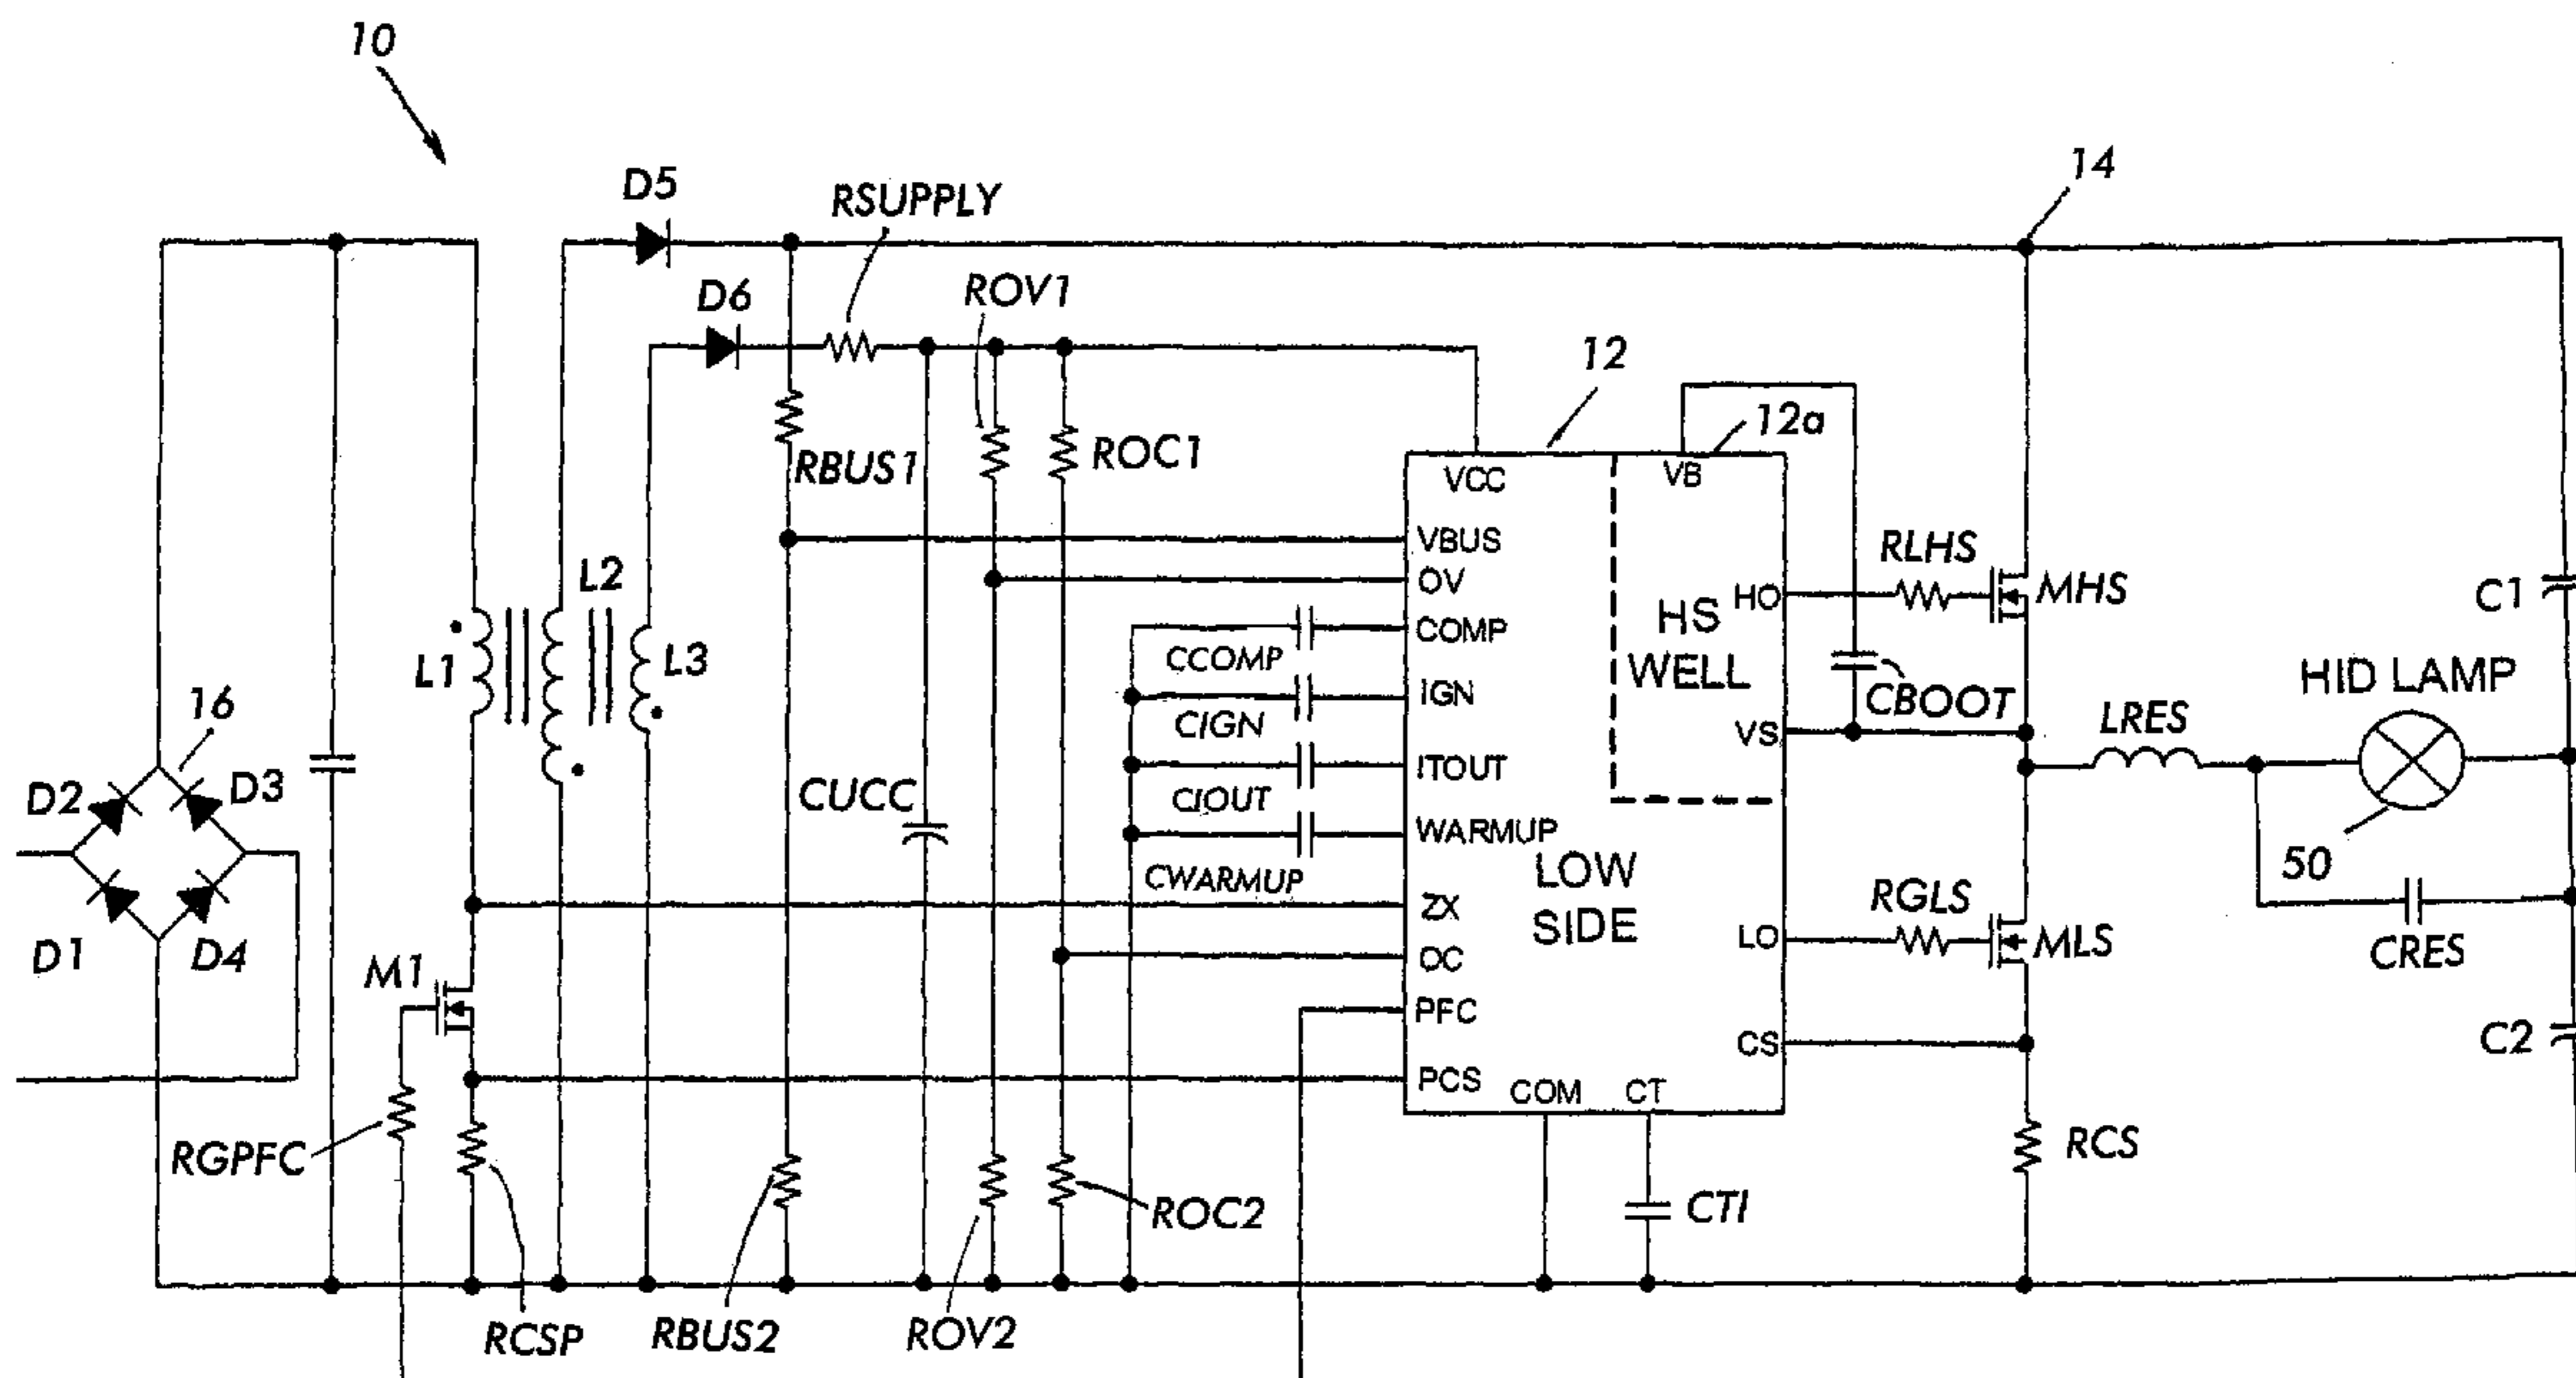 10
14
D5
RSUPPLY
D6
ROV1
12
12a
RBUS1
ROC1
VCC
VB
VBUS
OV
COMP
IGN
ITOUT
WARMUP
ZX
OC
PFC
PCS
COM
CT
HS
WELL
LOW
SIDE
HO
VS
LO
CS
CCOMP
CIGN
CIOUT
CWARMUP
RLHS
MHS
CBOOT
C1
HID LAMP
LRES
50
CRES
RGLS
MLS
C2
RCS
L1
L2
L3
16
D2
D3
D1
D4
CUCC
M1
RGPFC
RCSP
RBUS2
ROV2
ROC2
CTI